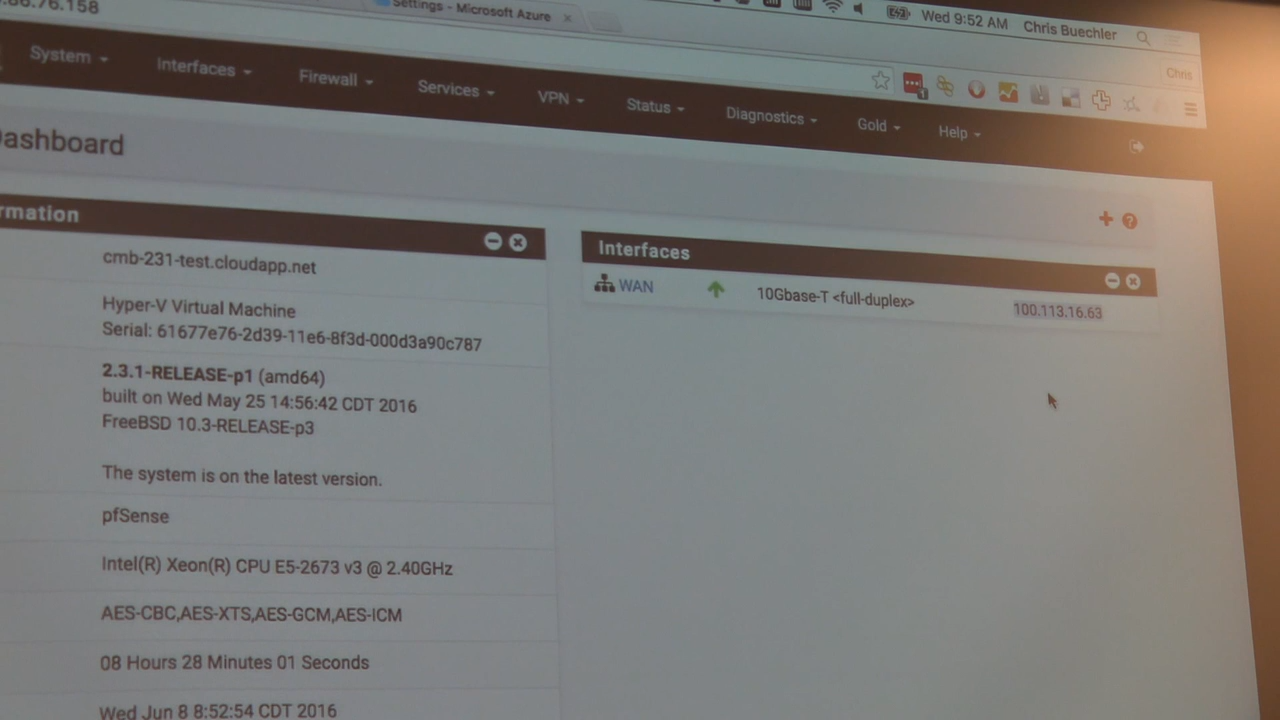 .86.76.158
Settings - Microsoft Azure
Wed 9:52 AM Chris Buechler
Chris
System Interfaces Firewall Services VPN Status Diagnostics Gold Help
ashboard
rmation
cmb-231-test.cloudapp.net
Hyper-V Virtual Machine
Serial: 61677e76-2d39-11e6-8f3d-000d3a90c787
2.3.1-RELEASE-p1 (amd64)
built on Wed May 25 14:56:42 CDT 2016
FreeBSD 10.3-RELEASE-p3
The system is on the latest version.
pfSense
Intel(R) Xeon(R) CPU E5-2673 v3 @ 2.40GHz
AES-CBC,AES-XTS,AES-GCM,AES-ICM
08 Hours 28 Minutes 01 Seconds
Wed Jun 8 8:52:54 CDT 2016
Interfaces
WAN 10Gbase-T <full-duplex> 100.113.16.63